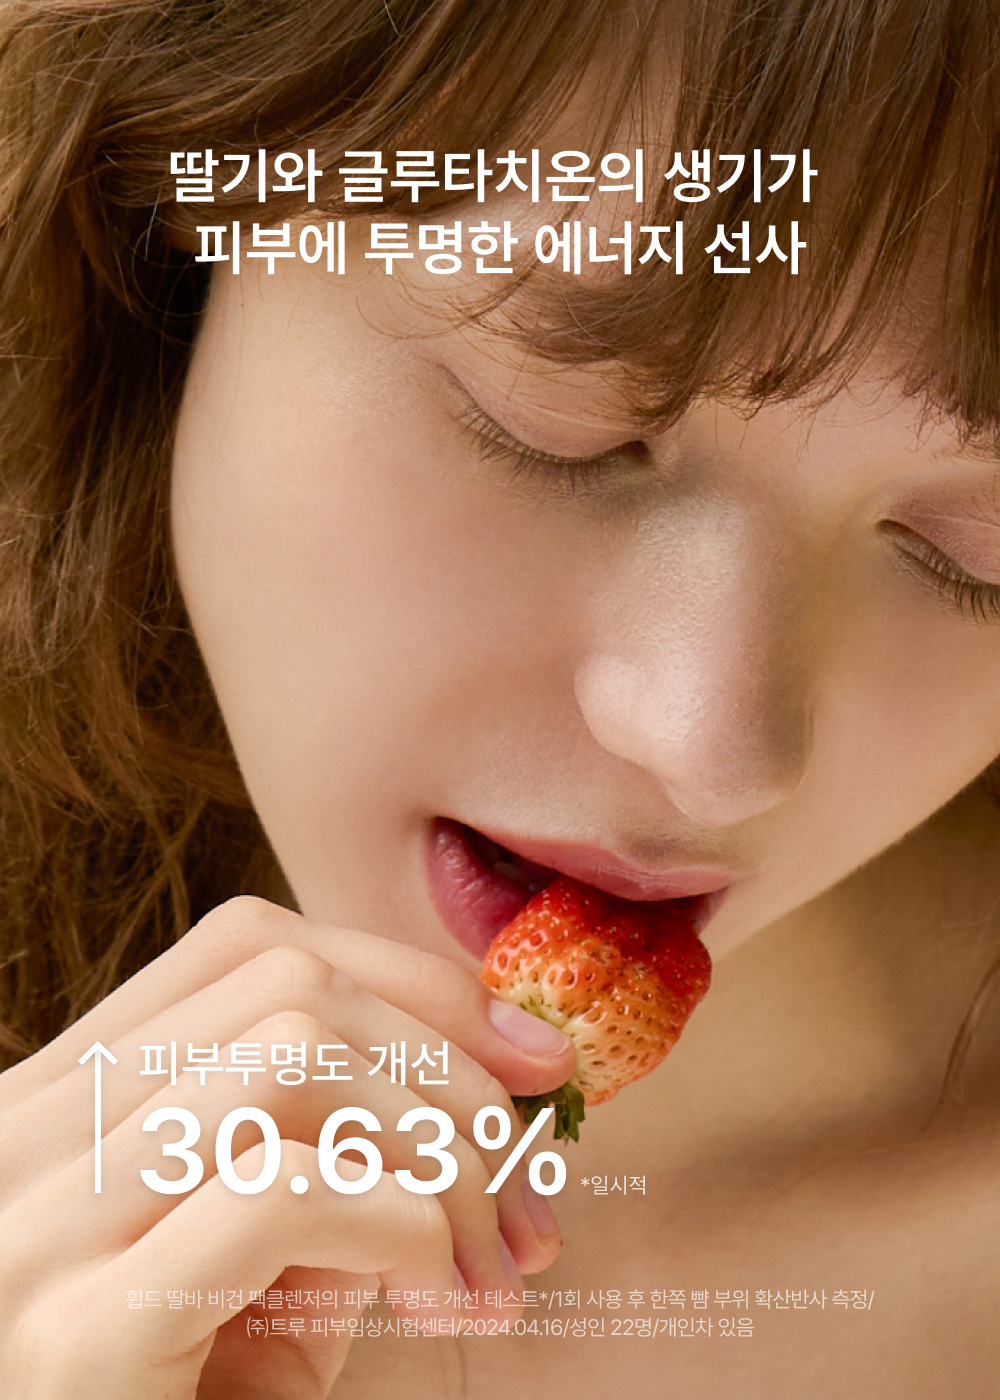 딸기와 글루타치온의 생기가
피부에 투명한 에너지 선사
피부투명도 개선
30.63% *일시적
휩드 딸바 비건 팩클렌저의 피부 투명도 개선 테스트*/1회 사용 후 한쪽 뺨 부위 확산반사 측정/
㈜트루 피부임상시험센터/2024.04.16/성인 22명/개인차 있음